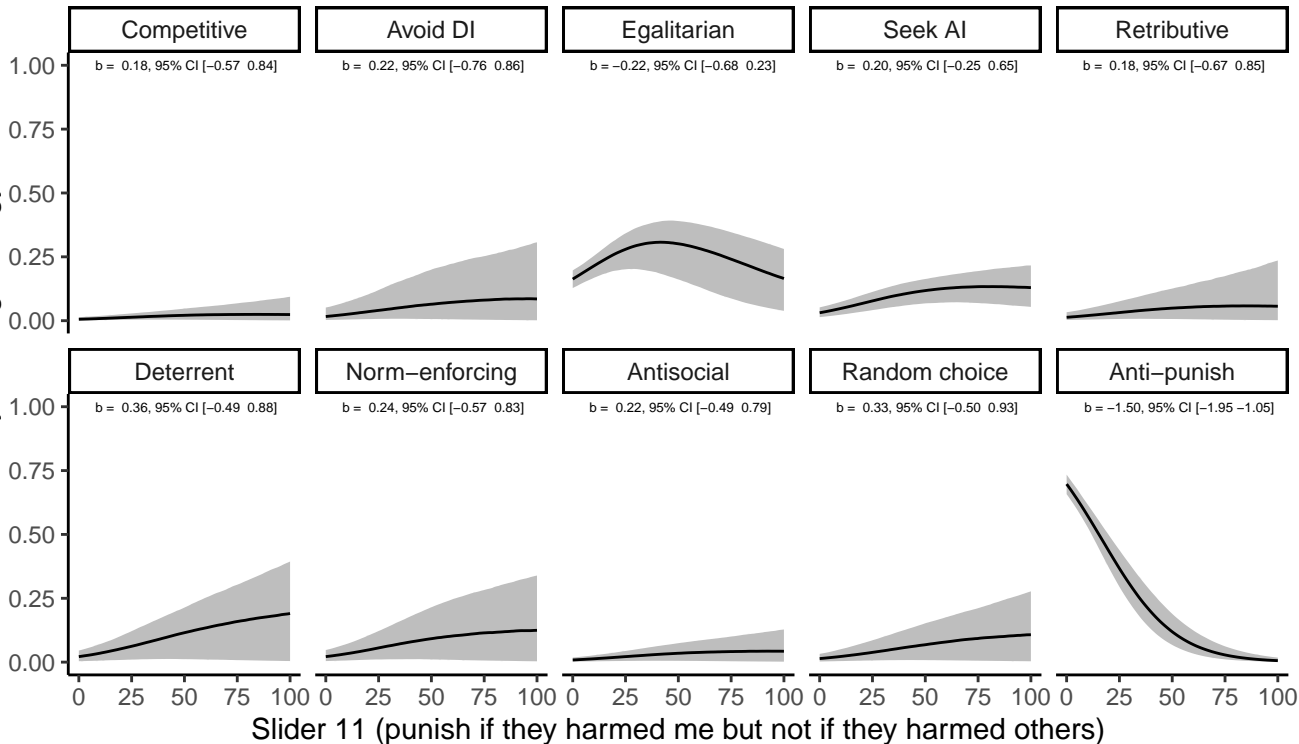 Competitive Avoid DI Egalitarian Seek AI Retributive
b = 0.18, 95% CI [−0.57 0.84] b = 0.22, 95% CI [−0.76 0.86] b = −0.22, 95% CI [−0.68 0.23] b = 0.20, 95% CI [−0.25 0.65] b = 0.18, 95% CI [−0.67 0.85]
1.00
0.75
0.50
0.25
0.00
Deterrent Norm−enforcing Antisocial Random choice Anti−punish
b = 0.36, 95% CI [−0.49 0.88] b = 0.24, 95% CI [−0.57 0.83] b = 0.22, 95% CI [−0.49 0.79] b = 0.33, 95% CI [−0.50 0.93] b = −1.50, 95% CI [−1.95 −1.05]
1.00
0.75
0.50
0.25
0.00
0 25 50 75 100 0 25 50 75 100 0 25 50 75 100 0 25 50 75 100 0 25 50 75 100
Slider 11 (punish if they harmed me but not if they harmed others)